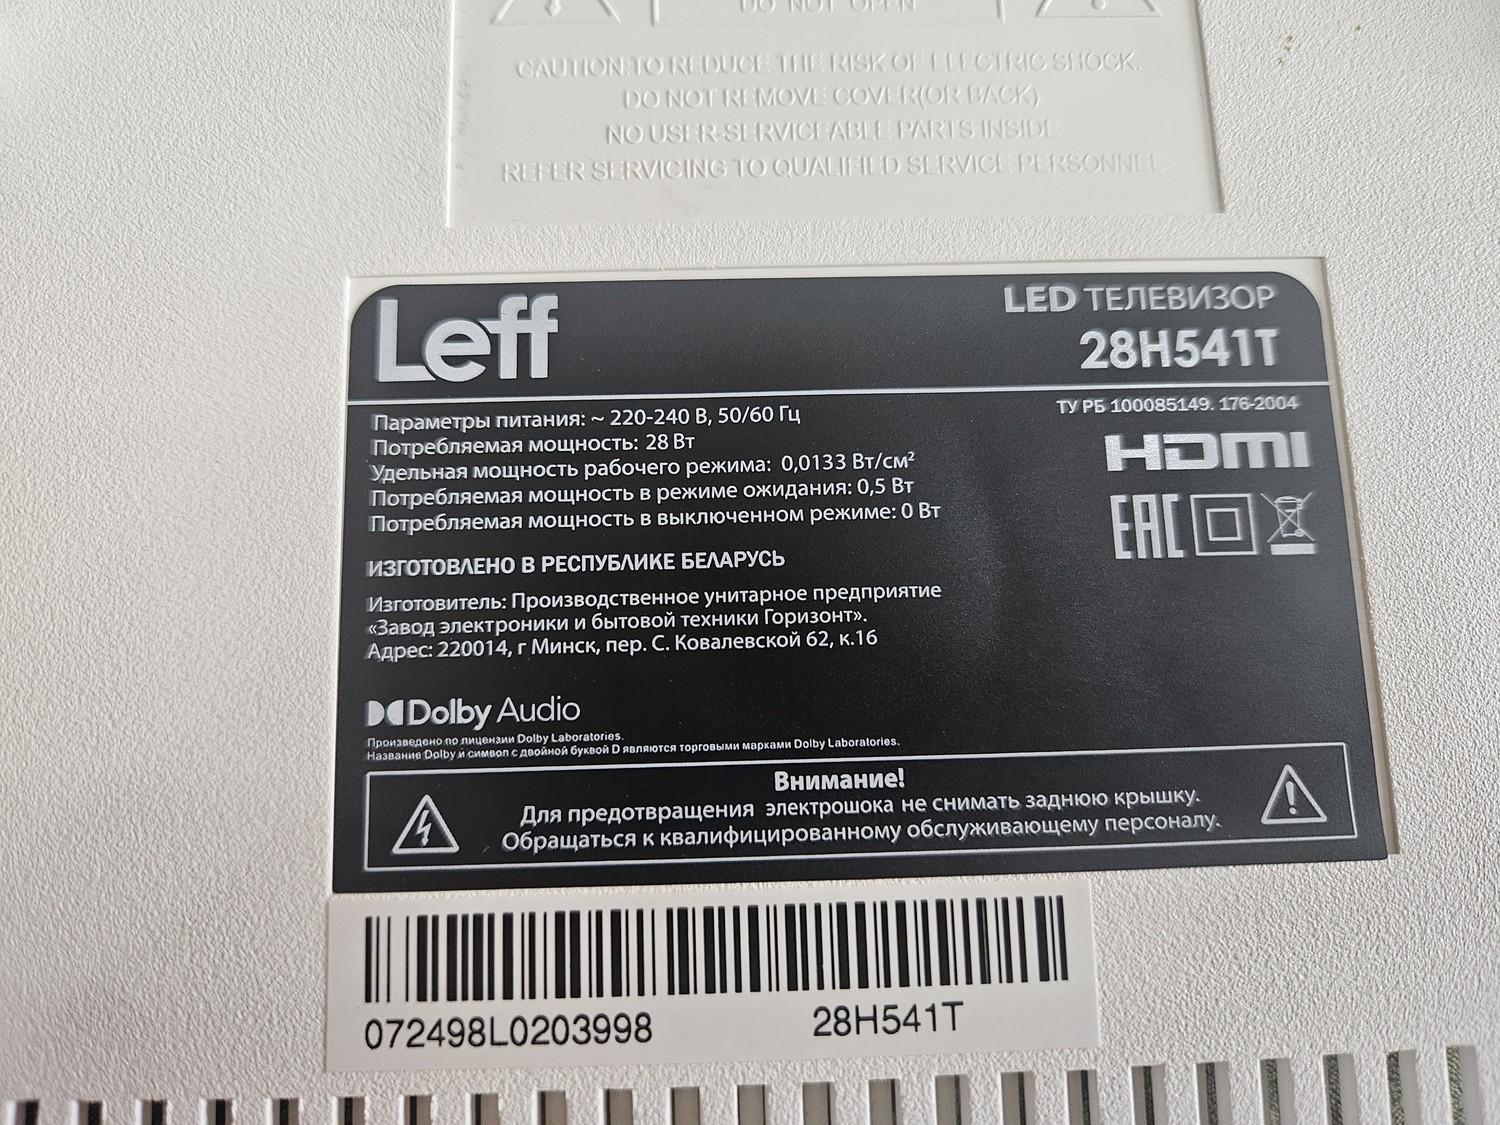 DO NOT OPEN
CAUTION:TO REDUCE THE RISK OF ELECTRIC SHOCK.
DO NOT REMOVE COVER(OR BACK)
NO USER-SERVICEABLE PARTS INSIDE
REFER SERVICING TO QUALIFIED SERVICE PERSONNEL
Leff
LED ТЕЛЕВИЗОР
28H541T
ТУ РБ 100085149. 176-2004
Параметры питания: ~ 220-240 В, 50/60 Гц
Потребляемая мощность: 28 Вт
Удельная мощность рабочего режима: 0,0133 Вт/см²
Потребляемая мощность в режиме ожидания: 0,5 Вт
Потребляемая мощность в выключенном режиме: 0 Вт
HDMI
EAC
ИЗГОТОВЛЕНО В РЕСПУБЛИКЕ БЕЛАРУСЬ
Изготовитель: Производственное унитарное предприятие
«Завод электроники и бытовой техники Горизонт».
Адрес: 220014, г Минск, пер. С. Ковалевской 62, к.16
Dolby Audio
Произведено по лицензии Dolby Laboratories.
Название Dolby и символ с двойной буквой D являются торговыми марками Dolby Laboratories.
Внимание!
Для предотвращения электрошока не снимать заднюю крышку.
Обращаться к квалифицированному обслуживающему персоналу.
072498L0203998 28H541T